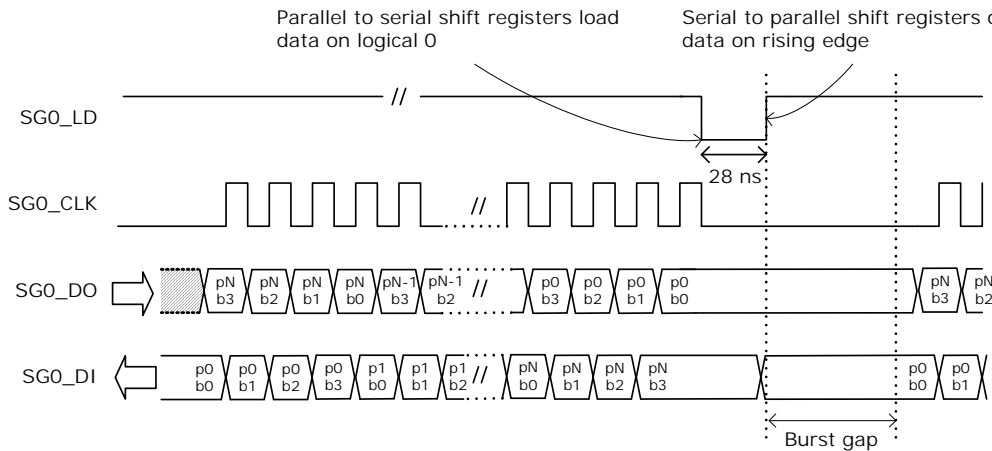 Parallel to serial shift registers load
data on logical 0
Serial to parallel shift registers
data on rising edge
SG0_LD
//
28 ns
SG0_CLK
//
SG0_DO
pN b3 pN b2 pN b1 pN b0 pN-1 b3 pN-1 b2 // p0 b3 p0 b2 p0 b1 p0 b0 pN b3 pN b2
SG0_DI
p0 b0 p0 b1 p0 b2 p0 b3 p1 b0 p1 b1 p1 b2 // pN b0 pN b1 pN b2 pN b3 p0 b0 p0 b1
Burst gap